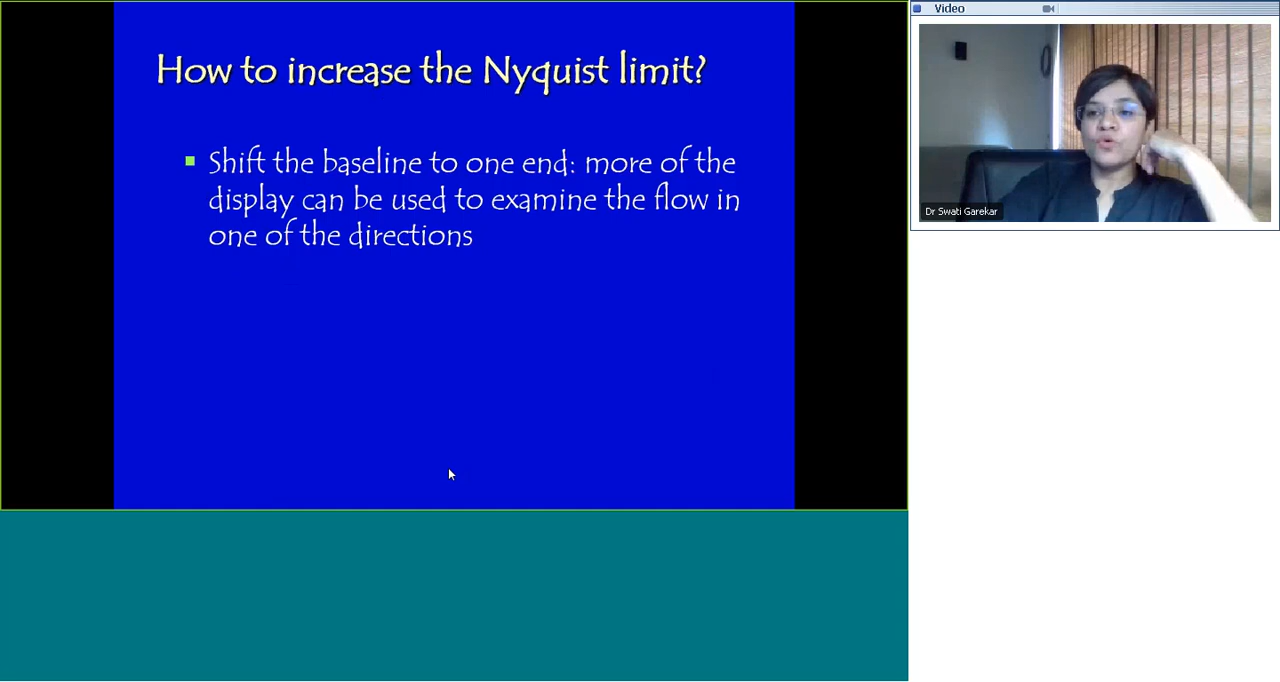 How to increase the Nyquist limit?
Shift the baseline to one end: more of the
display can be used to examine the flow in
one of the directions
Video
Dr Swati Garekar